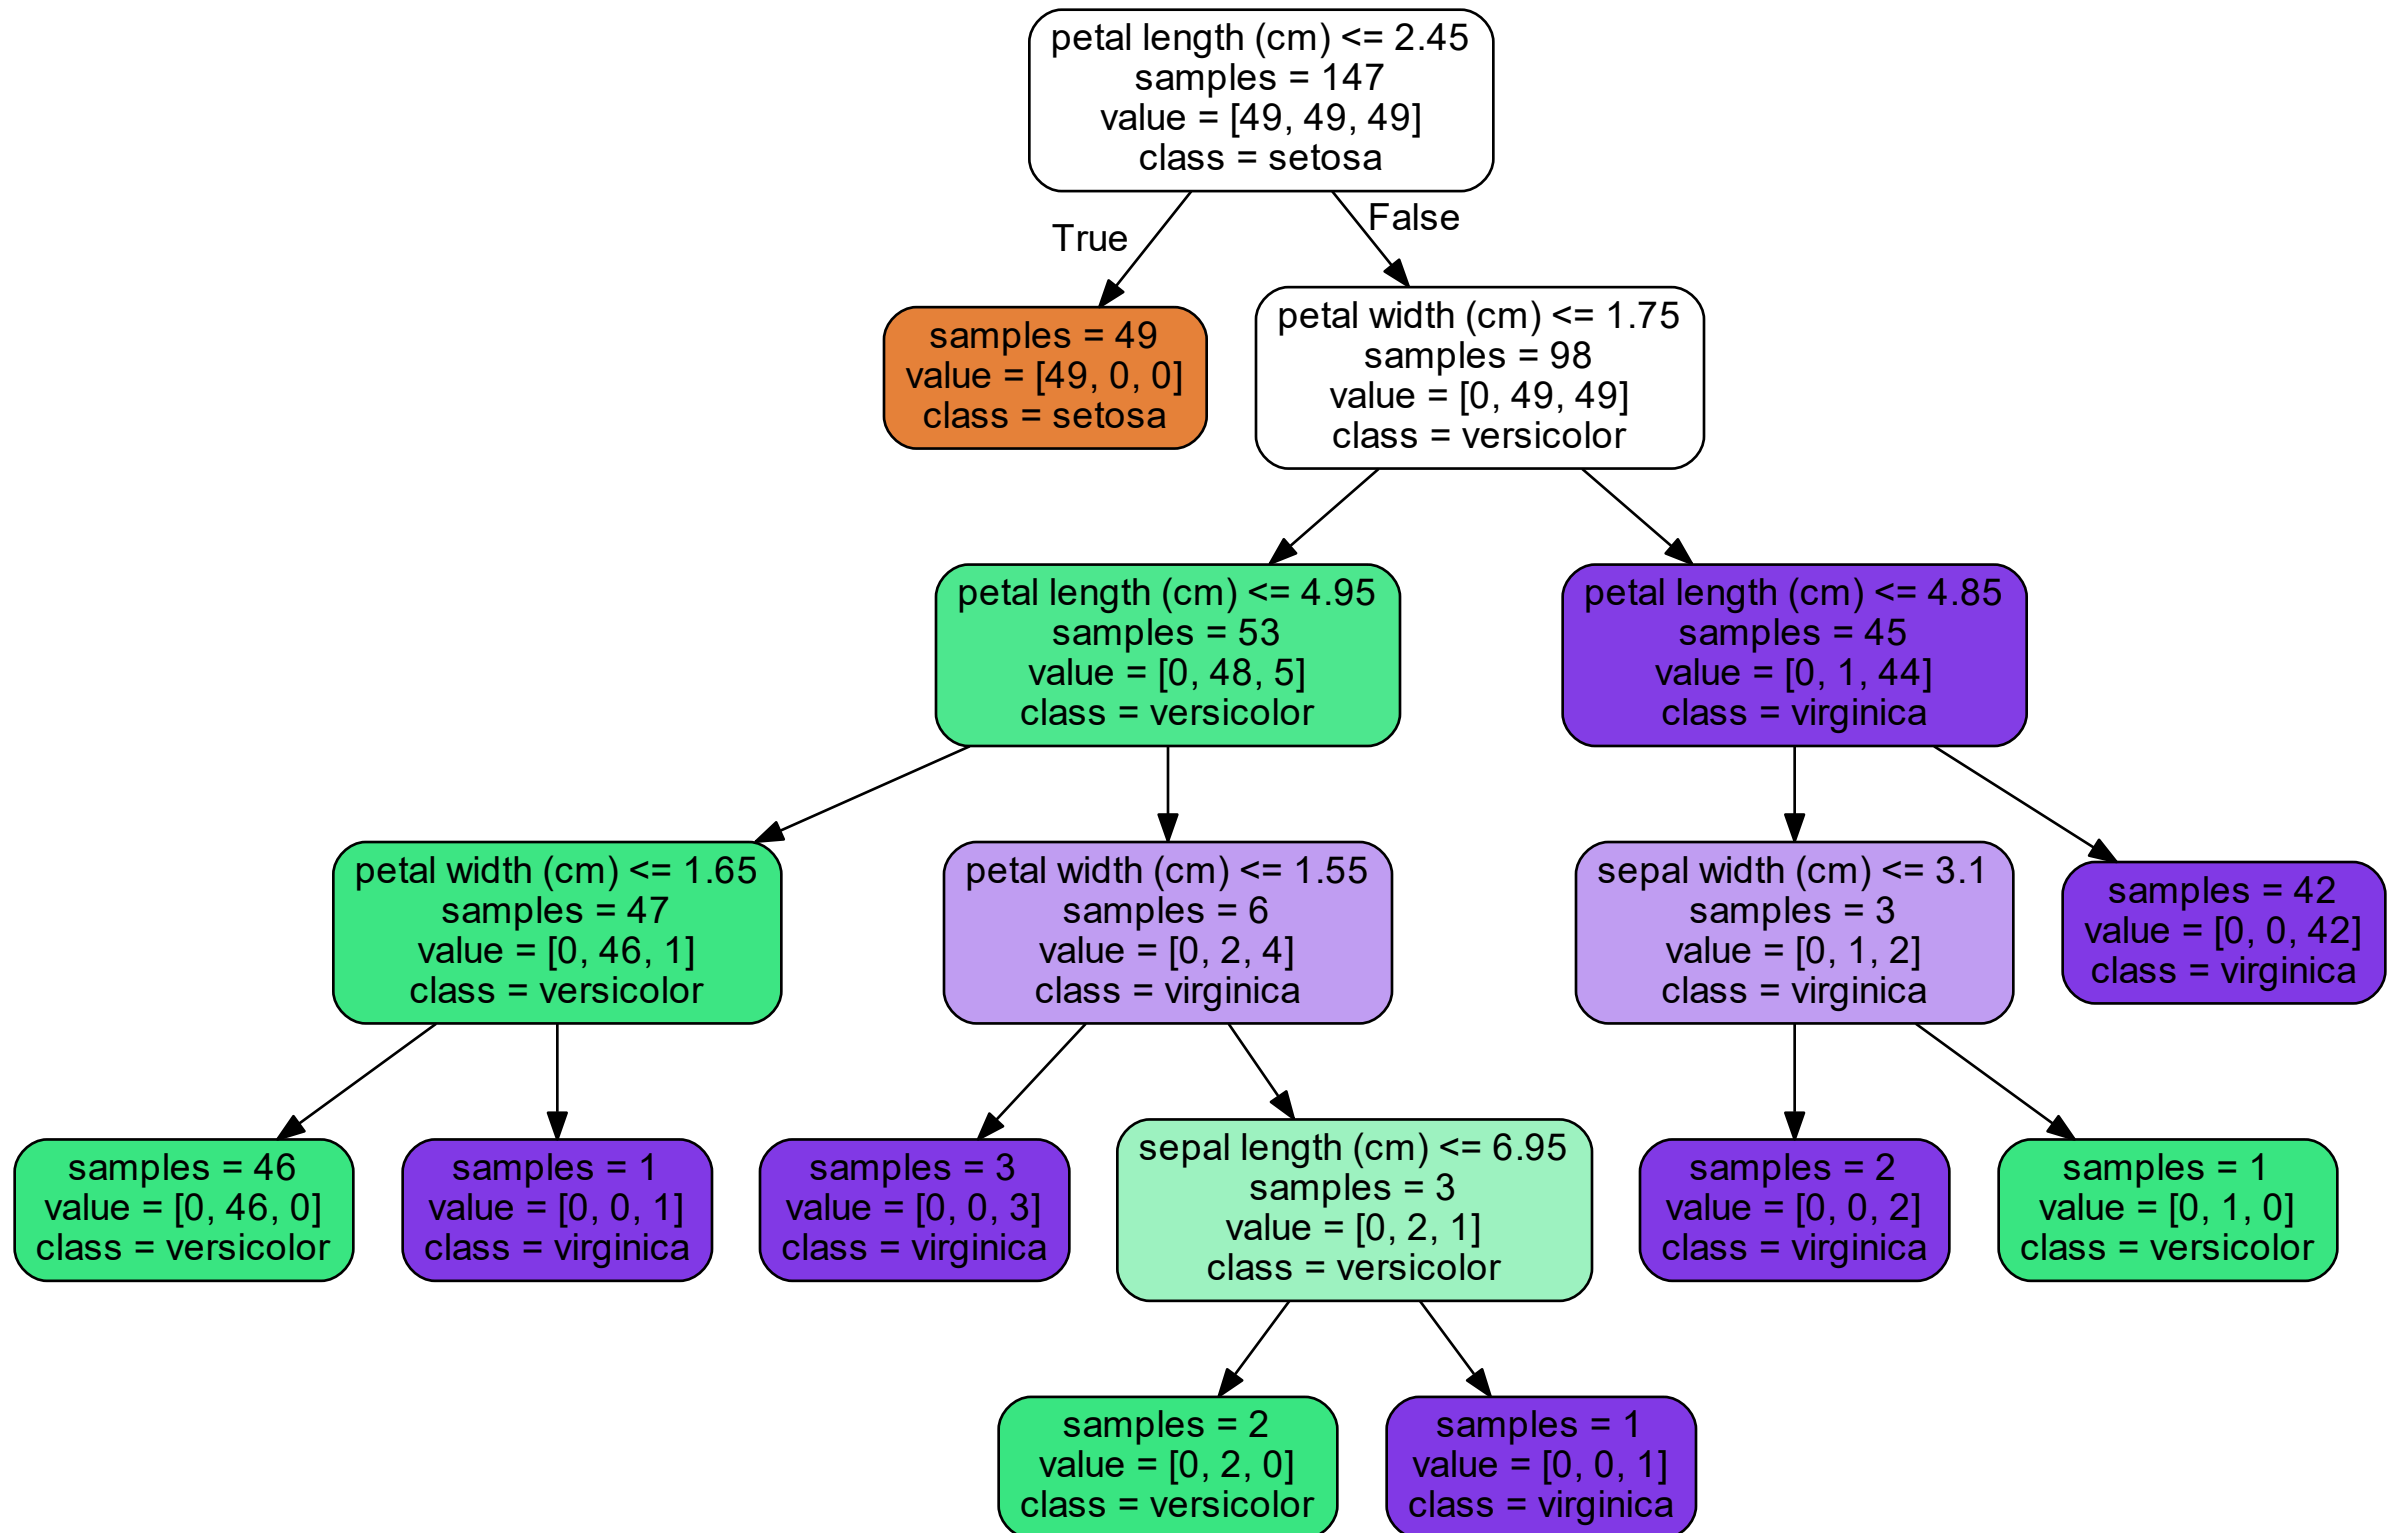 petal length (cm) <= 2.45
samples = 147
value = [49, 49, 49]
class = setosa
True
False
samples = 49
value = [49, 0, 0]
class = setosa
petal width (cm) <= 1.75
samples = 98
value = [0, 49, 49]
class = versicolor
petal length (cm) <= 4.95
samples = 53
value = [0, 48, 5]
class = versicolor
petal length (cm) <= 4.85
samples = 45
value = [0, 1, 44]
class = virginica
petal width (cm) <= 1.65
samples = 47
value = [0, 46, 1]
class = versicolor
petal width (cm) <= 1.55
samples = 6
value = [0, 2, 4]
class = virginica
sepal width (cm) <= 3.1
samples = 3
value = [0, 1, 2]
class = virginica
samples = 42
value = [0, 0, 42]
class = virginica
samples = 46
value = [0, 46, 0]
class = versicolor
samples = 1
value = [0, 0, 1]
class = virginica
samples = 3
value = [0, 0, 3]
class = virginica
sepal length (cm) <= 6.95
samples = 3
value = [0, 2, 1]
class = versicolor
samples = 2
value = [0, 0, 2]
class = virginica
samples = 1
value = [0, 1, 0]
class = versicolor
samples = 2
value = [0, 2, 0]
class = versicolor
samples = 1
value = [0, 0, 1]
class = virginica